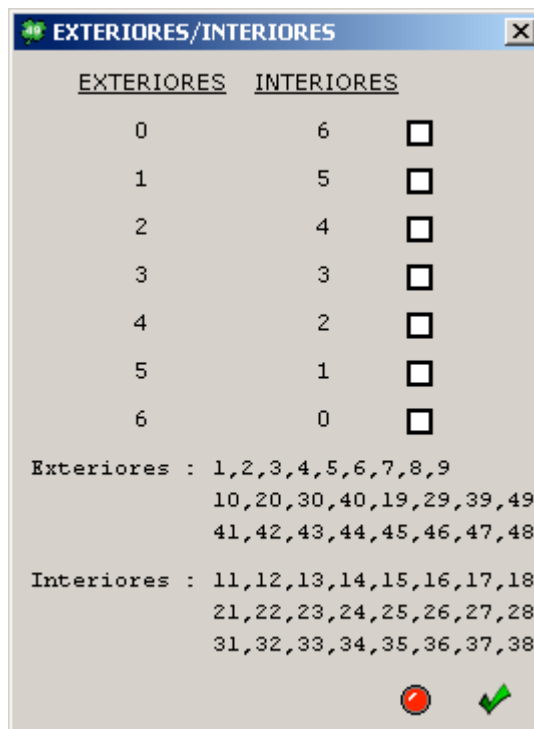 EXTERIORES/INTERIORES
EXTERIORES INTERIORES
0 6
1 5
2 4
3 3
4 2
5 1
6 0
Exteriores : 1,2,3,4,5,6,7,8,9
10,20,30,40,19,29,39,49
41,42,43,44,45,46,47,48
Interiores : 11,12,13,14,15,16,17,18
21,22,23,24,25,26,27,28
31,32,33,34,35,36,37,38